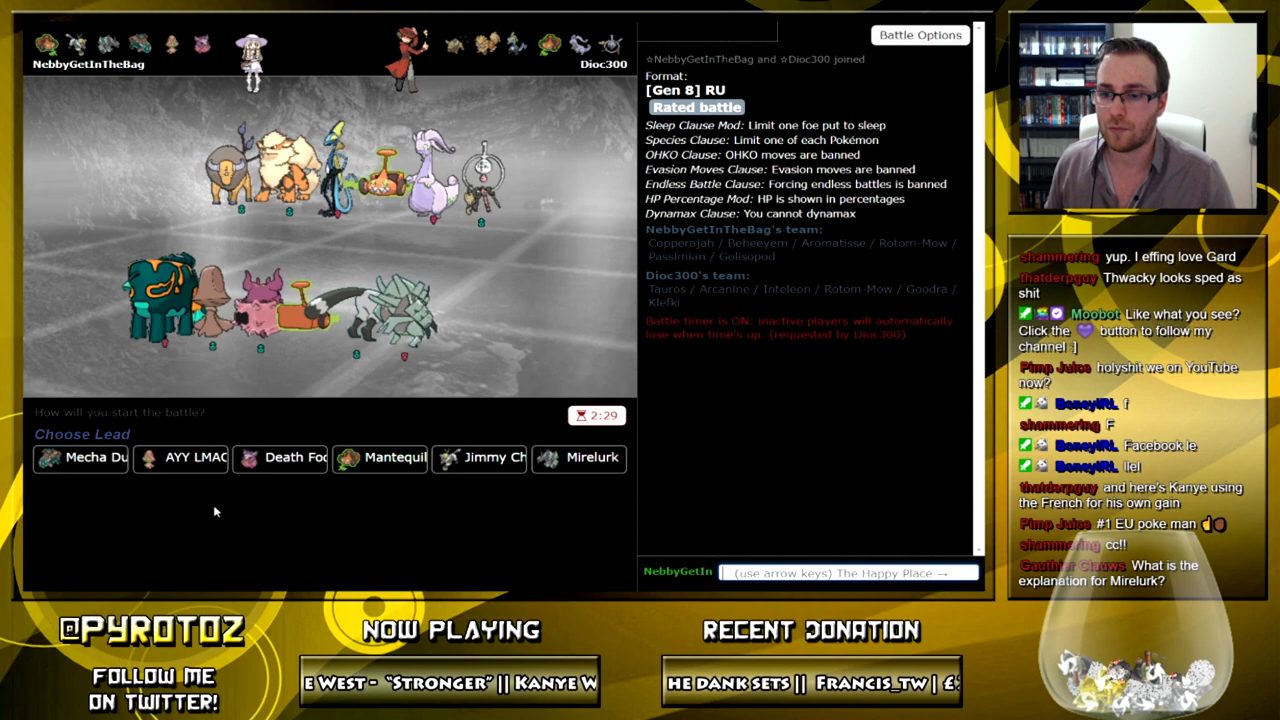 NebbyGetInTheBag
Dioc300
Battle Options
☆NebbyGetInTheBag and ☆Dioc300 joined
Format:
[Gen 8] RU
Rated battle
Sleep Clause Mod: Limit one foe put to sleep
Species Clause: Limit one of each Pokémon
OHKO Clause: OHKO moves are banned
Evasion Moves Clause: Evasion moves are banned
Endless Battle Clause: Forcing endless battles is banned
HP Percentage Mod: HP is shown in percentages
Dynamax Clause: You cannot dynamax
NebbyGetInTheBag's team:
Copperajah / Beheeyem / Aromatisse / Rotom-Mow /
Passimian / Golisopod
Dioc300's team:
Tauros / Arcanine / Inteleon / Rotom-Mow / Goodra /
Klefki
Battle timer is ON: inactive players will automatically
lose when time's up. (requested by Dioc300)
How will you start the battle?
2:29
Choose Lead
Mecha Du
AYY LMAO
Death Foo
Mantequil
Jimmy Ch
Mirelurk
NebbyGetIn
(use arrow keys) The Happy Place →
shammering yup. I effing love Gard
thatderpguy Thwacky looks sped as
shit
Moobot: Like what you see?
Click the button to follow my
channel :]
Pimp Juice holyshit we on YouTube
now?
BoneyIRL f
shammering F
BoneyIRL Facebook le
BoneyIRL llel
thatderpguy and here's Kanye using
the French for his own gain
Pimp Juice #1 EU poke man
shammering cc!!
Gauthier Clauws What is the
explanation for Mirelurk?
@PYROTOZ
FOLLOW ME
ON TWITTER!
NOW PLAYING
E WEST - "STRONGER" || KANYE W
RECENT DONATION
HE DANK SETS || FRANCIS_TW | £